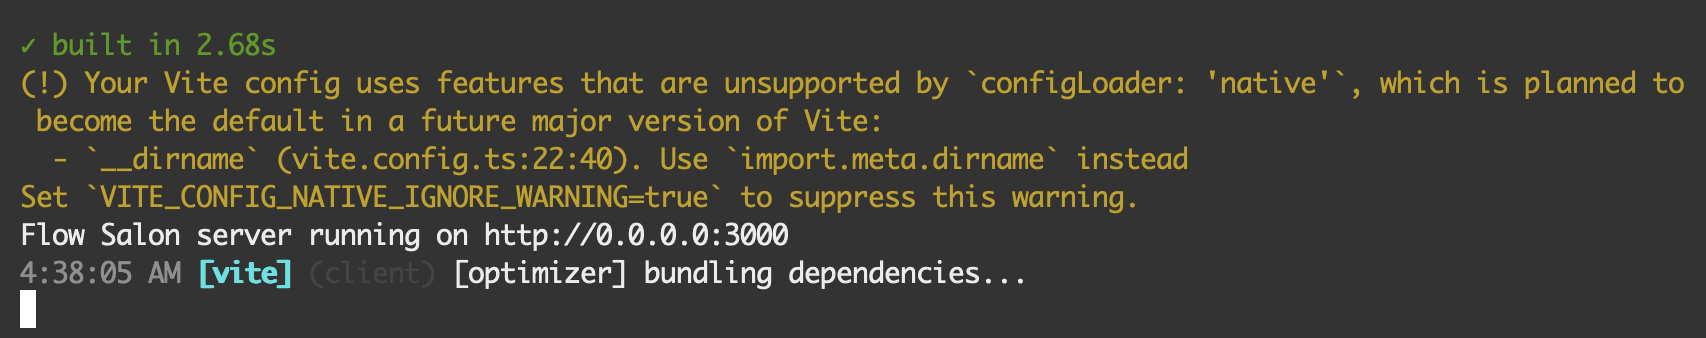 ✓ built in 2.68s
(!) Your Vite config uses features that are unsupported by `configLoader: 'native'`, which is planned to
become the default in a future major version of Vite:
- `__dirname` (vite.config.ts:22:40). Use `import.meta.dirname` instead
Set `VITE_CONFIG_NATIVE_IGNORE_WARNING=true` to suppress this warning.
Flow Salon server running on http://0.0.0.0:3000
4:38:05 AM [vite] (client) [optimizer] bundling dependencies...